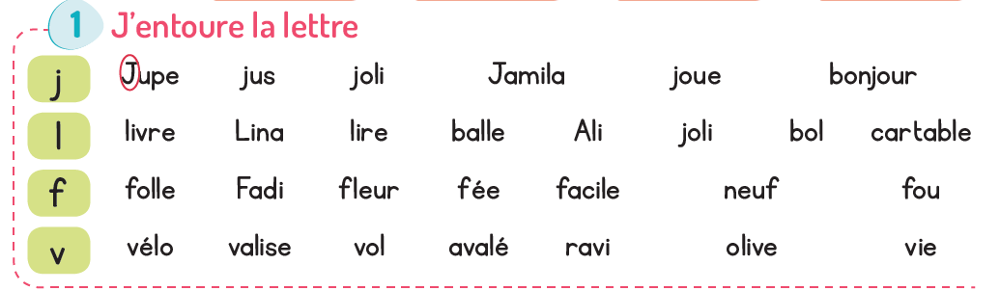 1 J'entoure la lettre
j Jupe jus joli Jamila joue bonjour
l livre Lina lire balle Ali joli bol cartable
f folle Fadi fleur fée facile neuf fou
v vélo valise vol avalé ravi olive vie